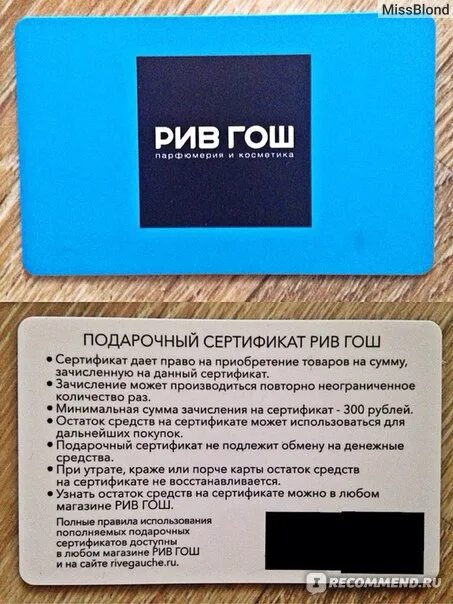 MissBlond
РИВ ГОШ
парфюмерия и косметика
ПОДАРОЧНЫЙ СЕРТИФИКАТ РИВ ГОШ
• Сертификат дает право на приобретение товаров на сумму,
зачисленную на данный сертификат.
• Зачисление может производиться повторно неограниченное
количество раз.
• Минимальная сумма зачисления на сертификат - 300 рублей.
• Остаток средств на сертификате может использоваться для
дальнейших покупок.
• Подарочный сертификат не подлежит обмену на денежные
средства.
• При утрате, краже или порче карты остаток средств
на сертификате не восстанавливается.
• Узнать остаток средств на сертификате можно в любом
магазине РИВ ГОШ.
Полные правила использования
пополняемых подарочных
сертификатов доступны
в любом магазине РИВ ГОШ
и на сайте rivegauche.ru.
IRECOMMEND.RU